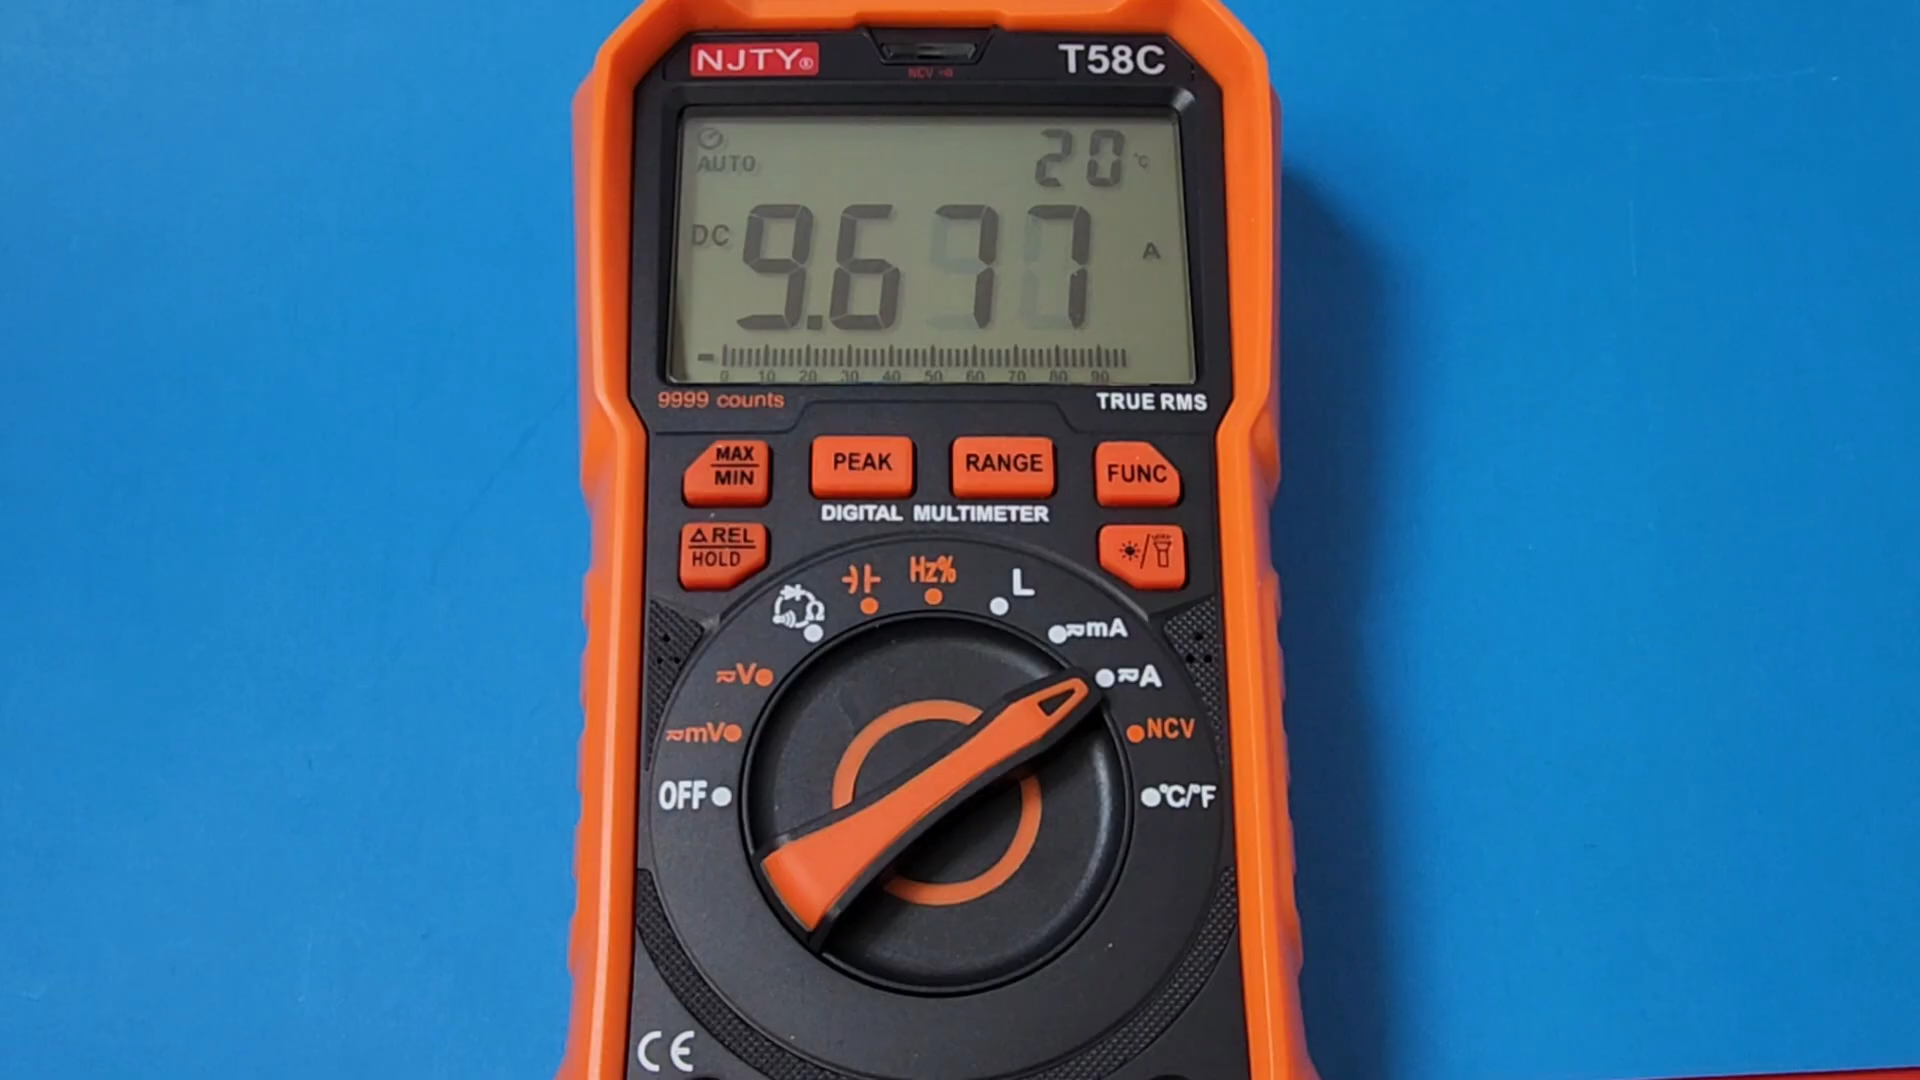 NJTY®
T58C
NCV
AUTO
20 °C
DC 9.677 A
0 10 20 30 40 50 60 70 80 90
9999 counts
TRUE RMS
MAX
MIN
PEAK
RANGE
FUNC
DIGITAL MULTIMETER
△ REL
HOLD
Hz%
L
Ω
mA
V
A
mV
NCV
OFF
°C/°F
CE